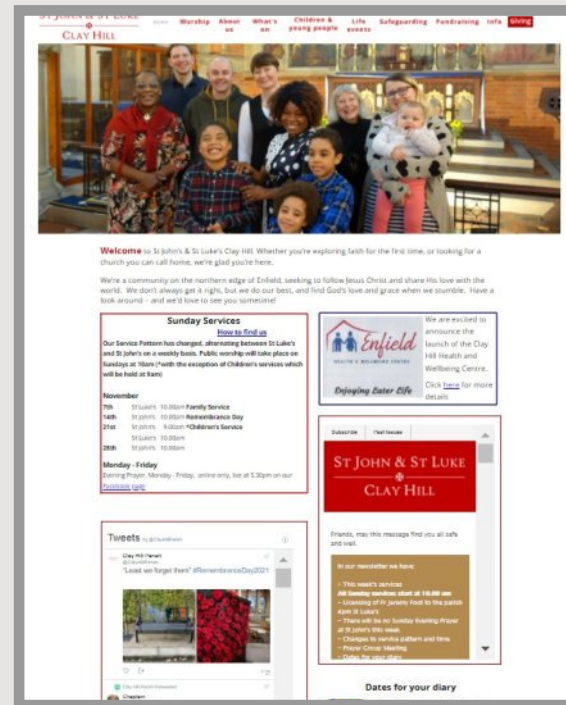 ST JOHN & ST LUKE
CLAY HILL
Worship
About us
What's on
Children & young people
Life events
Safeguarding
Fundraising
Info
Giving
Welcome to St John's & St Luke's Clay Hill. Whether you're exploring faith for the first time, or looking for a
church you can call home, we're glad you're here.
We're a community on the northern edge of Enfield, seeking to follow Jesus Christ and share His love with the
world. We don't always get it right, but we do our best, and find God's love and grace when we stumble. Have a
look around – and we'd love to see you sometime!
Sunday Services
How to find us
Our Service Pattern has changed, alternating between St Luke's
and St John's on a weekly basis. Public worship will take place on
Sundays at 10am (*with the exception of Children's services which
will be held at 9am)
November
7th St Luke's 10.00am Family Service
14th St John's 10.00am Remembrance Day
21st St John's 9.00am *Children's Service
St Luke's 10.00am
28th St John's 10.00am
Monday - Friday
Evening Prayer, Monday - Friday, online only, live at 5.30pm on our
Facebook page
Enfield
HEALTH & WELLBEING CENTRE
Enjoying Later Life
We are excited to
announce the
launch of the Clay
Hill Health and
Wellbeing Centre.
Click here for more
details
Subscribe Past Issues
ST JOHN & ST LUKE
CLAY HILL
Friends, may this message find you all safe
and well.
In our newsletter we have:
~ This week's services
All Sunday services start at 10.00 am
~ Licensing of Fr Jeremy Foot to the parish
4pm St Luke's
~ There will be no Sunday Evening Prayer
at St John's this week
~ Changes to service pattern and time
~ Prayer Group Meeting
~ Dates for your diary
Tweets by @ClayHillParish
Clay Hill Parish
@ClayHillParish
"Least we forget them" #RemembranceDay2021
Clay Hill Parish Retweeted
Chaplain
Dates for your diary